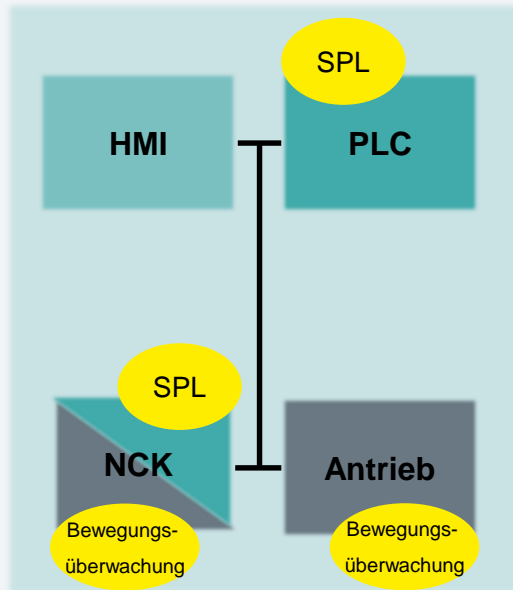 SPL
HMI
PLC
SPL
NCK
Antrieb
Bewegungs-
überwachung
Bewegungs-
überwachung